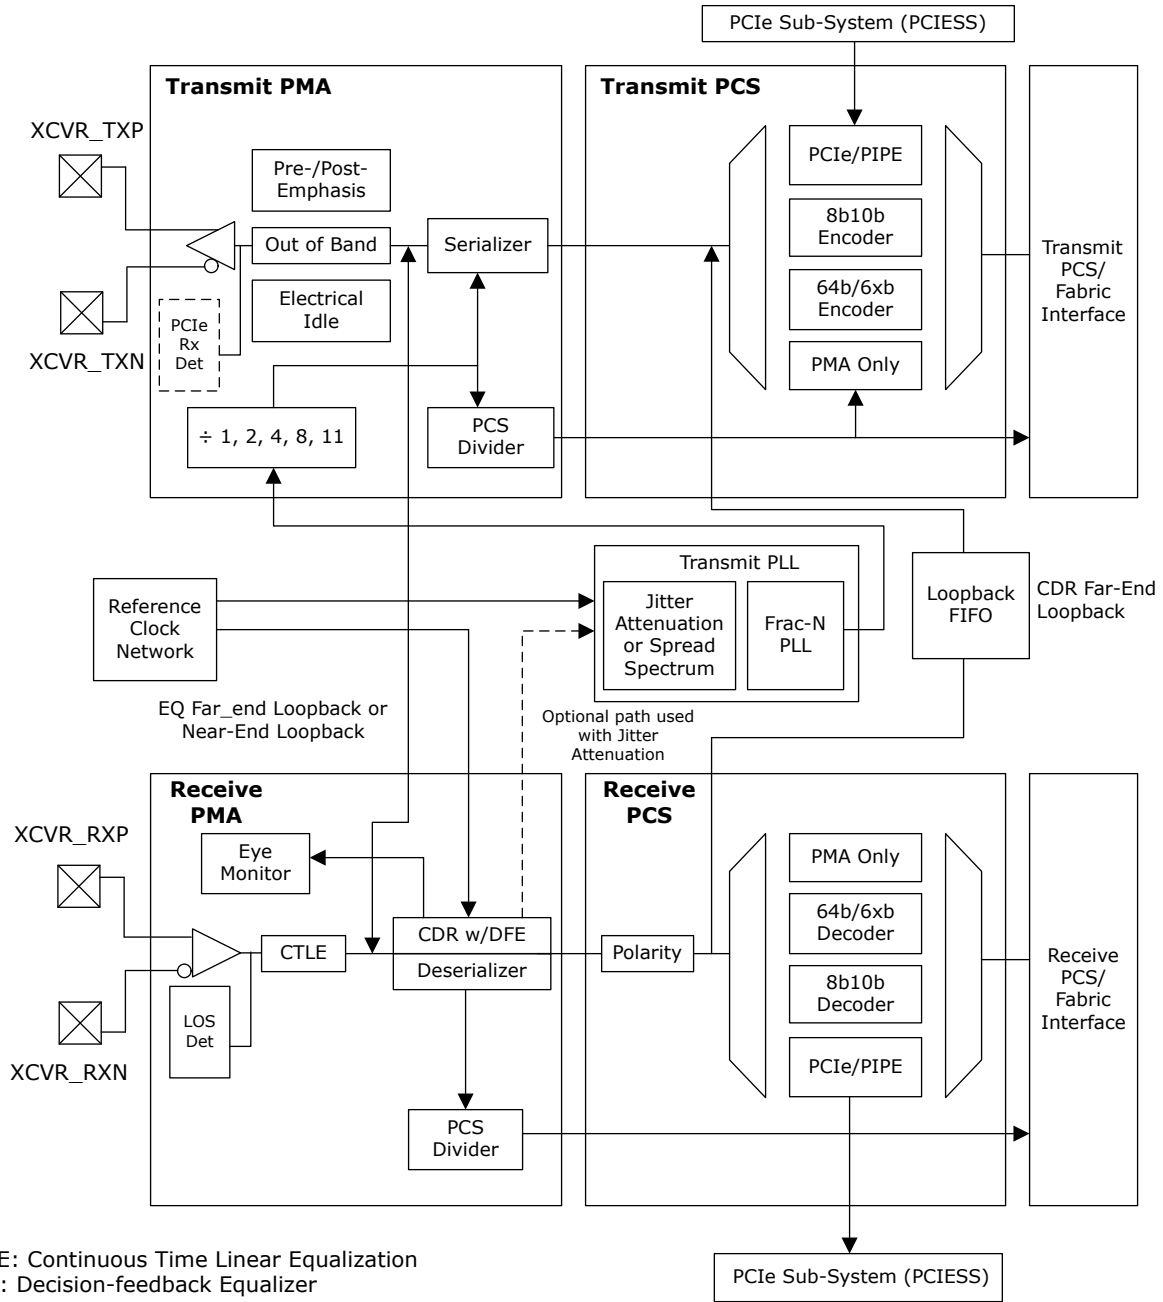 PCIe Sub-System (PCIESS)
Transmit PMA
Transmit PCS
XCVR_TXP
Pre-/Post-
Emphasis
PCIe/PIPE
8b10b
Encoder
Out of Band
Serializer
Transmit
PCS/
Fabric
Interface
64b/6xb
Encoder
Electrical
Idle
PCIe
Rx
Det
XCVR_TXN
PMA Only
÷ 1, 2, 4, 8, 11
PCS
Divider
Transmit PLL
Reference
Clock
Network
Jitter
Attenuation
or Spread
Spectrum
Frac-N
PLL
Loopback
FIFO
CDR Far-End
Loopback
EQ Far_end Loopback or
Near-End Loopback
Optional path used
with Jitter
Attenuation
Receive
PMA
Receive
PCS
XCVR_RXP
Eye
Monitor
PMA Only
64b/6xb
Decoder
CDR w/DFE
Deserializer
CTLE
Polarity
8b10b
Decoder
Receive
PCS/
Fabric
Interface
LOS
Det
XCVR_RXN
PCIe/PIPE
PCS
Divider
E: Continuous Time Linear Equalization
: Decision-feedback Equalizer
PCIe Sub-System (PCIESS)